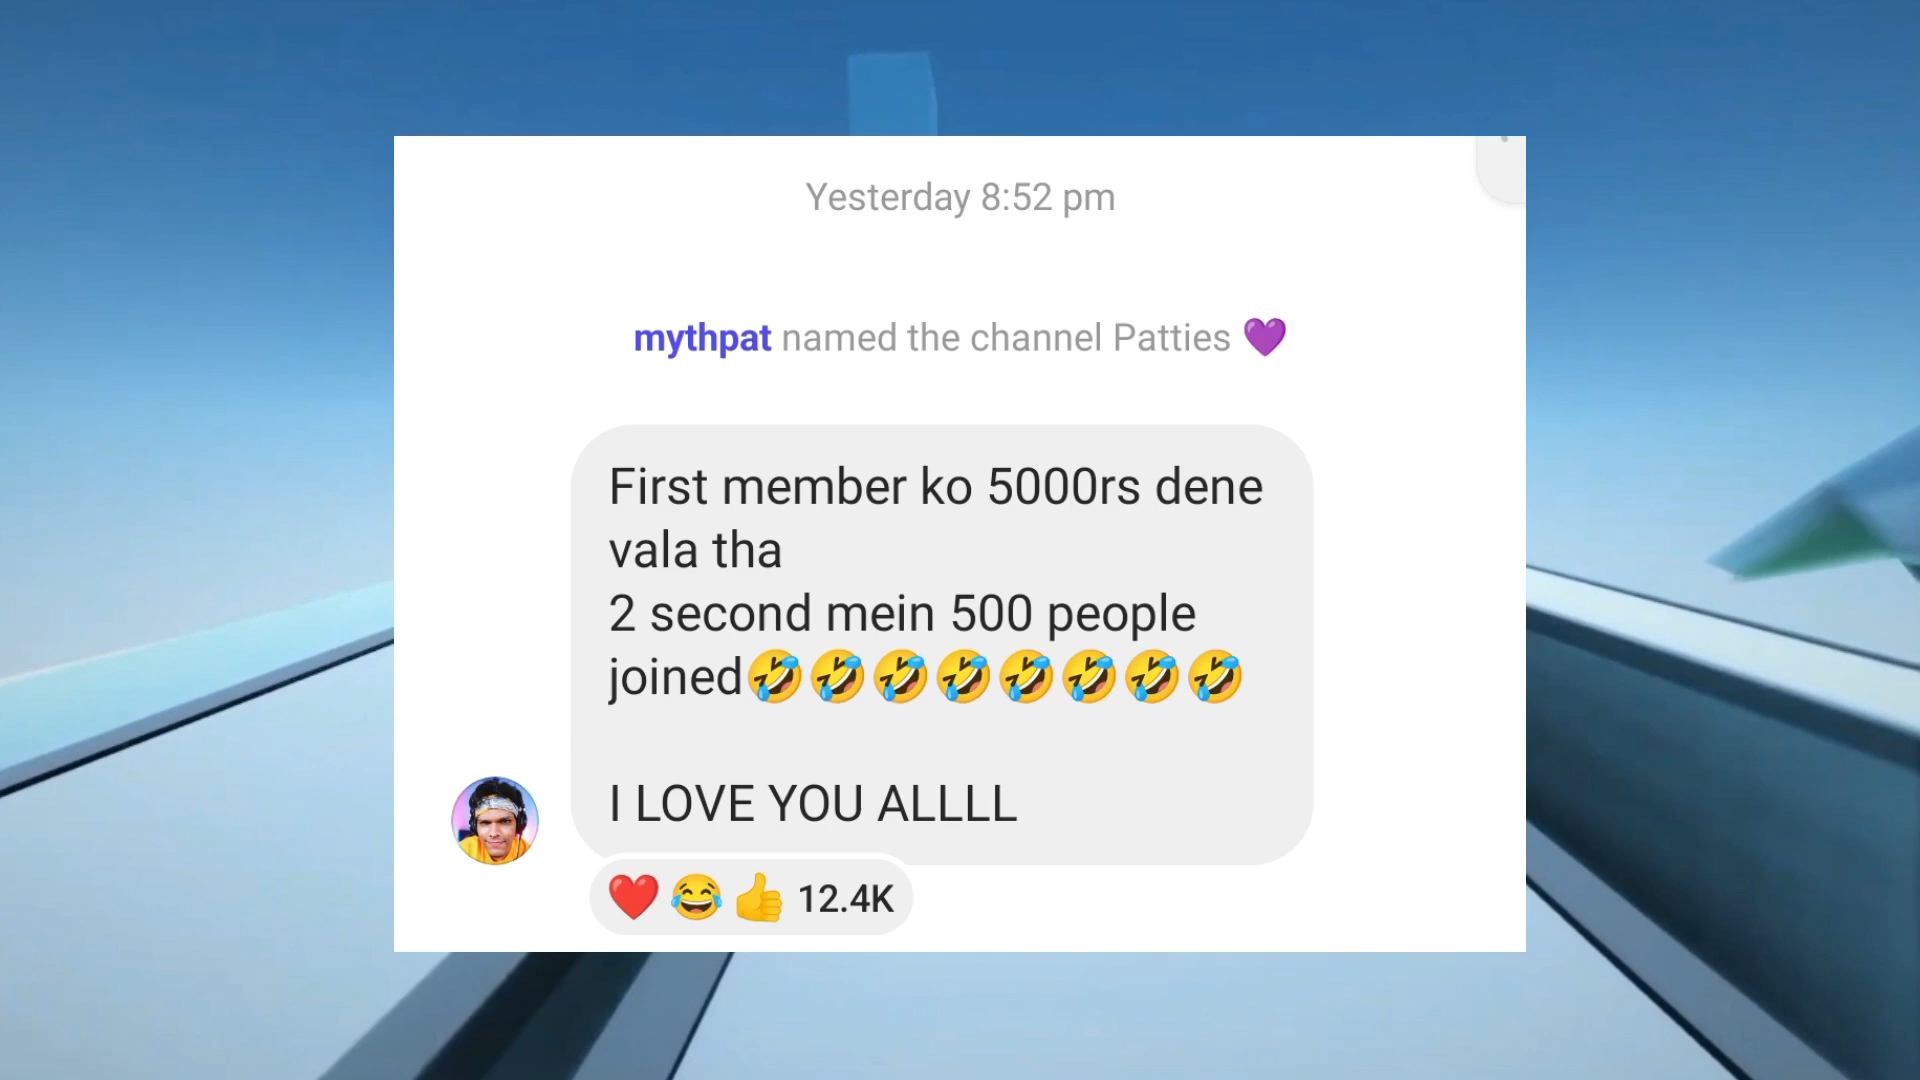 Yesterday 8:52 pm
mythpat named the channel Patties 💜
First member ko 5000rs dene
vala tha
2 second mein 500 people
joined🤣🤣🤣🤣🤣🤣🤣🤣
I LOVE YOU ALLLL
❤️😂👍 12.4K